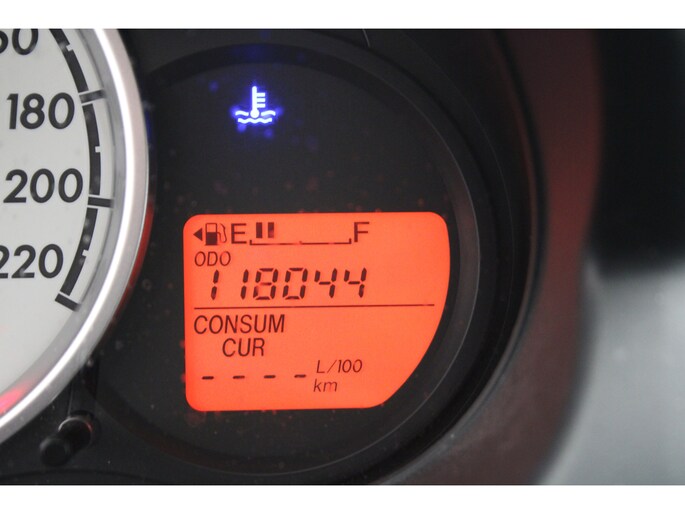 180
200
220
E F
ODO
118044
CONSUM
CUR
- - - - L/100
km